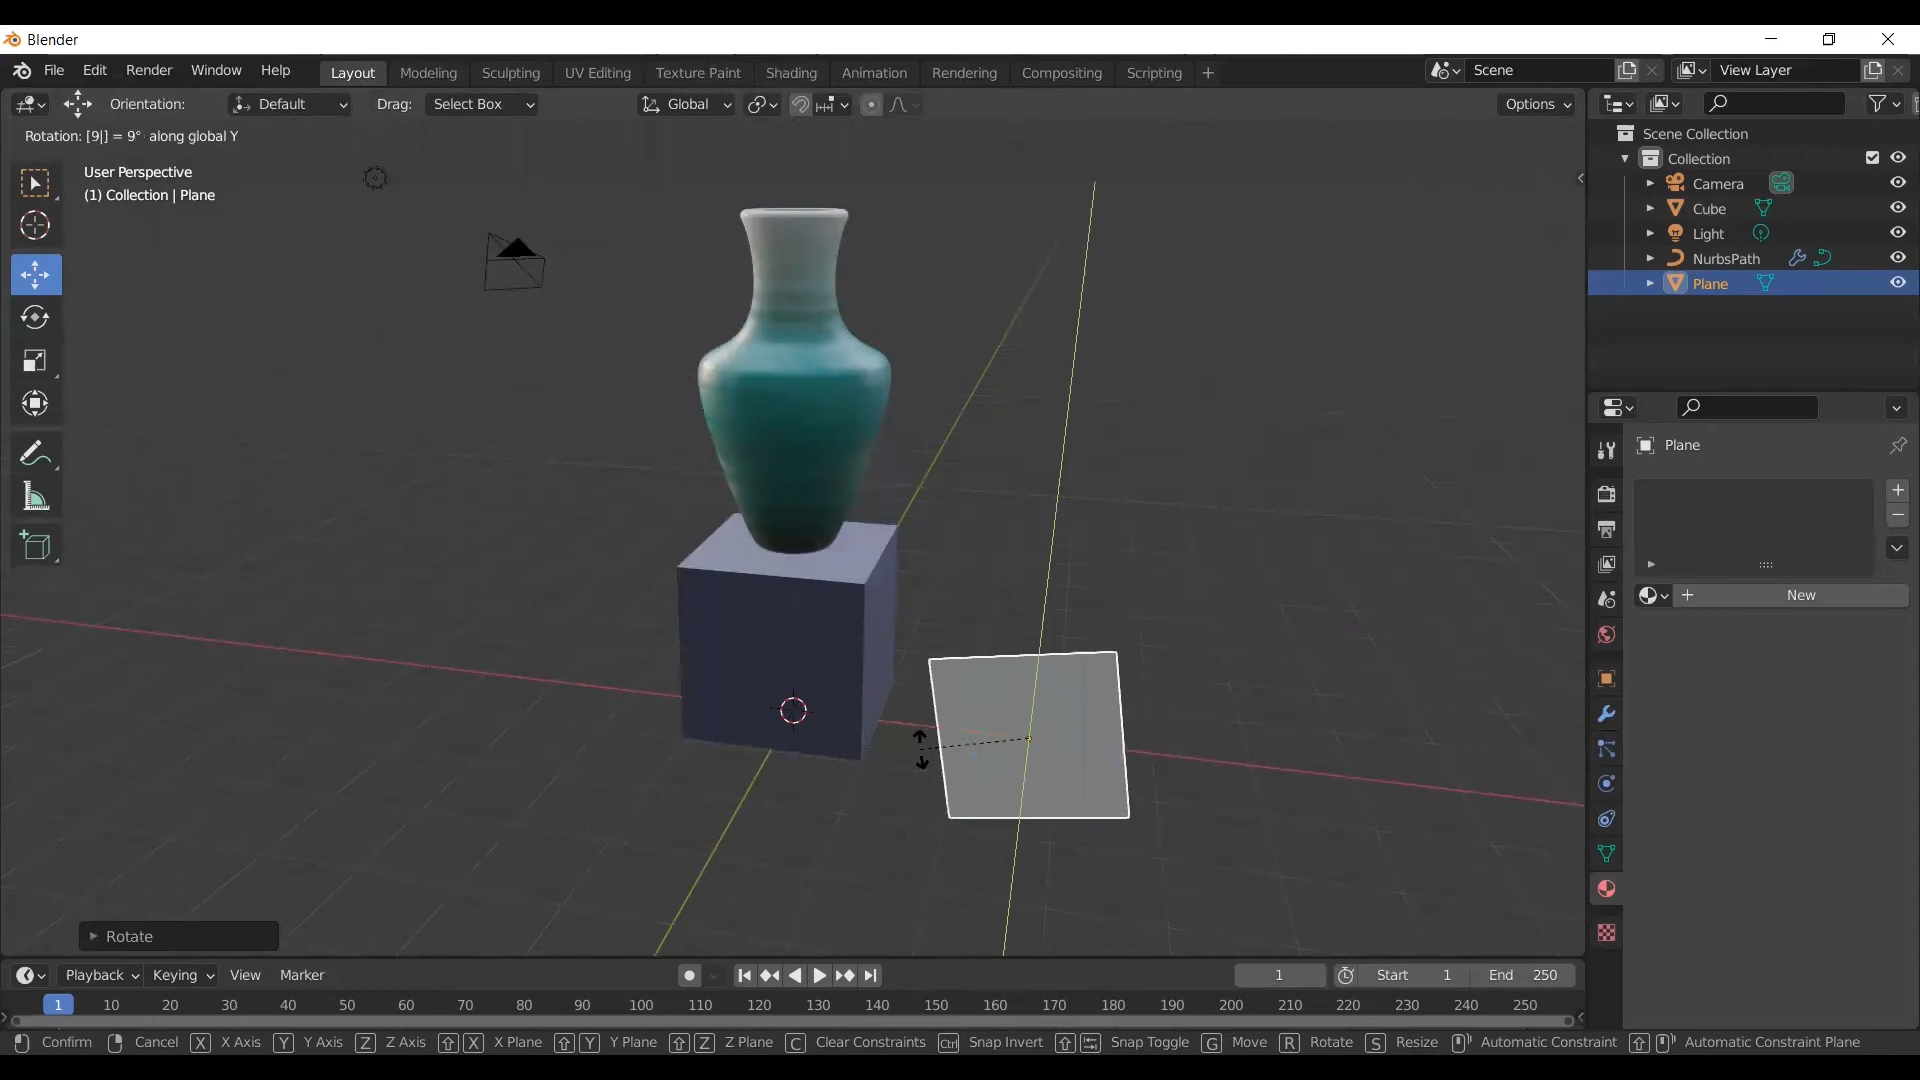 Blender
File Edit Render Window Help Layout Modeling Sculpting UV Editing Texture Paint Shading Animation Rendering Compositing Scripting + Scene View Layer
Orientation: Default Drag: Select Box Global Options
Rotation: [9|] = 9° along global Y
User Perspective
(1) Collection | Plane
Scene Collection
Collection
Camera
Cube
Light
NurbsPath
Plane
Plane
+ New
Rotate
Playback Keying View Marker 1 Start 1 End 250
1 10 20 30 40 50 60 70 80 90 100 110 120 130 140 150 160 170 180 190 200 210 220 230 240 250
Confirm Cancel X X Axis Y Y Axis Z Z Axis X X Plane Y Y Plane Z Z Plane C Clear Constraints Ctrl Snap Invert Snap Toggle G Move R Rotate S Resize Automatic Constraint Automatic Constraint Plane